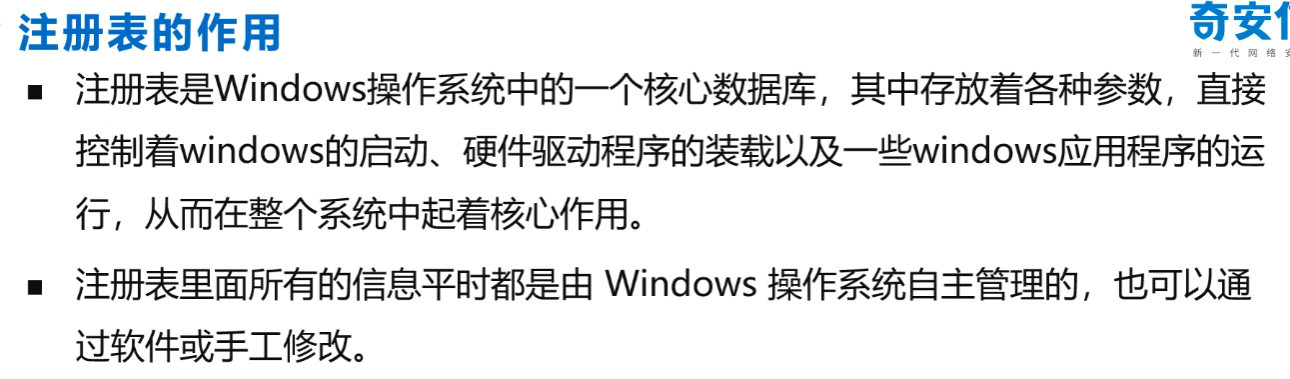 注册表的作用
奇安
新一代网络
■ 注册表是Windows操作系统中的一个核心数据库，其中存放着各种参数，直接
控制着windows的启动、硬件驱动程序的装载以及一些windows应用程序的运
行，从而在整个系统中起着核心作用。
■ 注册表里面所有的信息平时都是由 Windows 操作系统自主管理的，也可以通
过软件或手工修改。